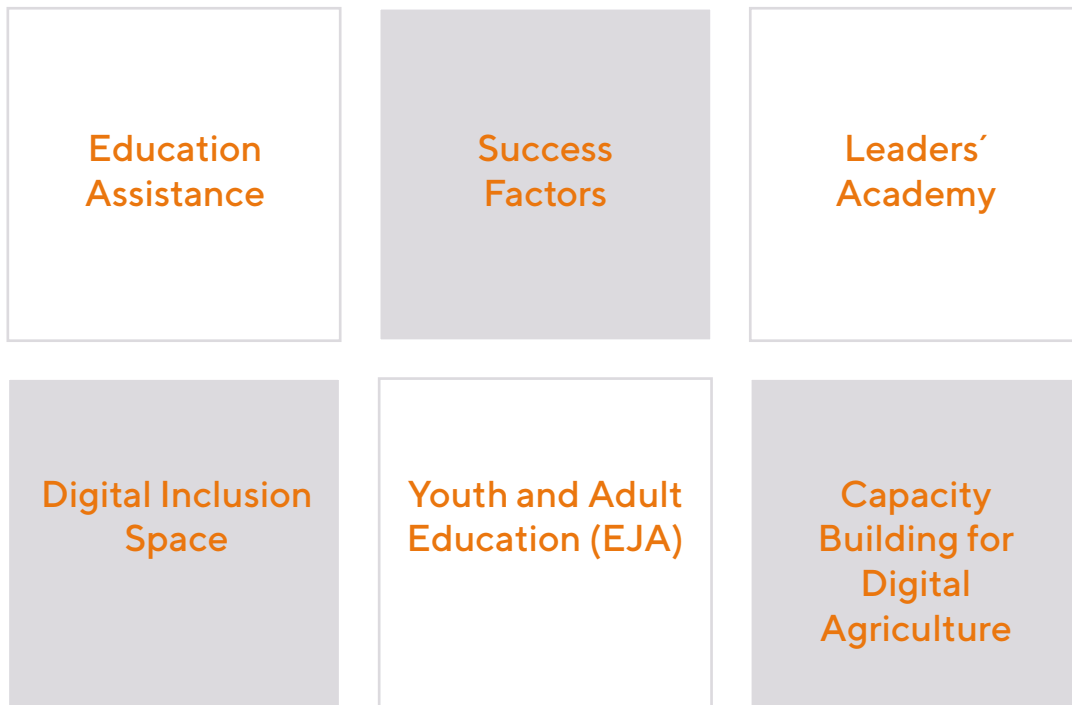 Education
Assistance
Success
Factors
Leaders´
Academy
Digital Inclusion
Space
Youth and Adult
Education (EJA)
Capacity
Building for
Digital
Agriculture